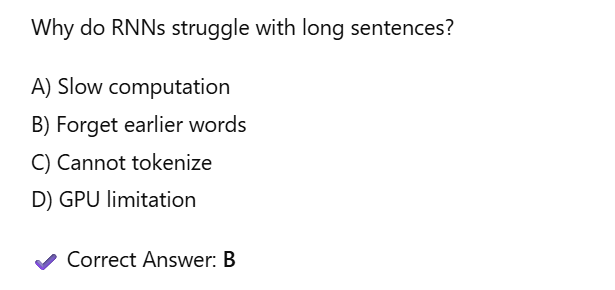 Why do RNNs struggle with long sentences?
A) Slow computation
B) Forget earlier words
C) Cannot tokenize
D) GPU limitation
✔ Correct Answer: B